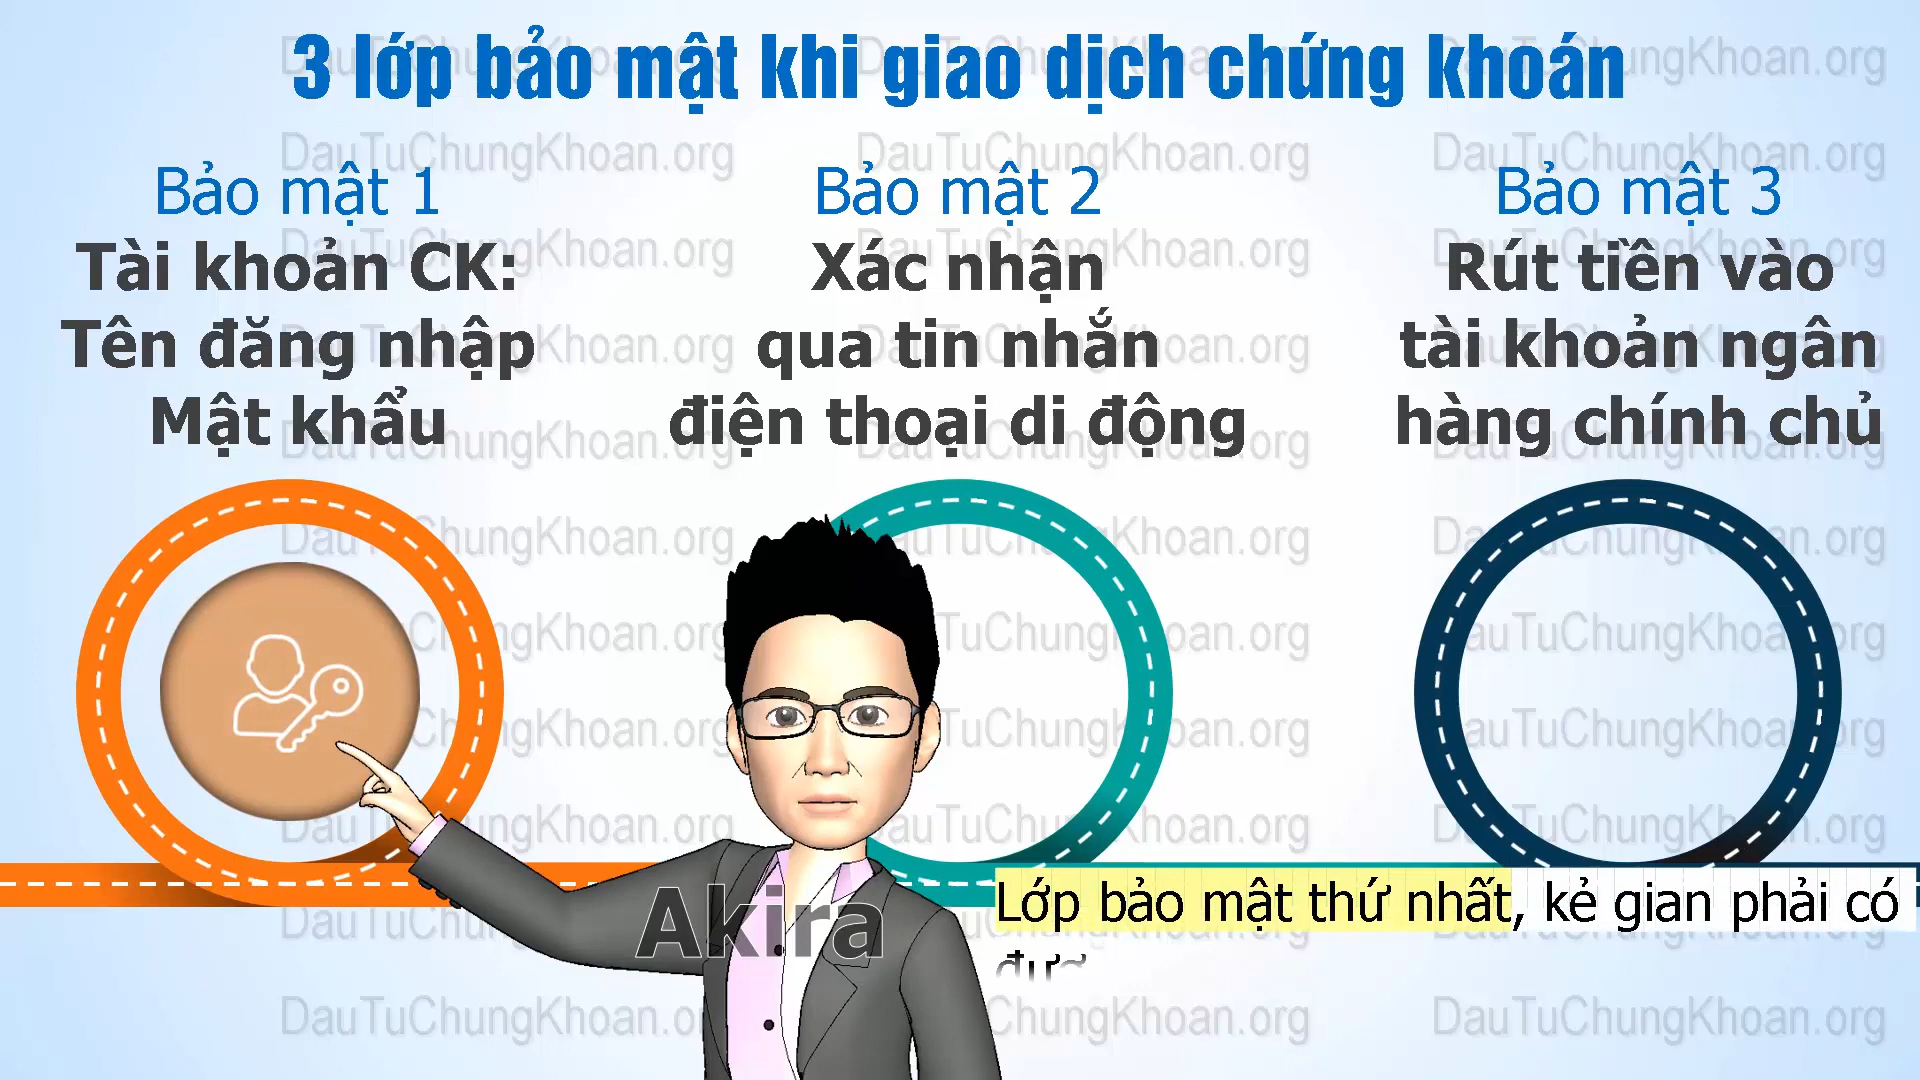 3 lớp bảo mật khi giao dịch chứng khoán
Bảo mật 1
Tài khoản CK:
Tên đăng nhập
Mật khẩu
Bảo mật 2
Xác nhận
qua tin nhắn
điện thoại di động
Bảo mật 3
Rút tiền vào
tài khoản ngân
hàng chính chủ
Akira
Lớp bảo mật thứ nhất, kẻ gian phải có
DauTuChungKhoan.org